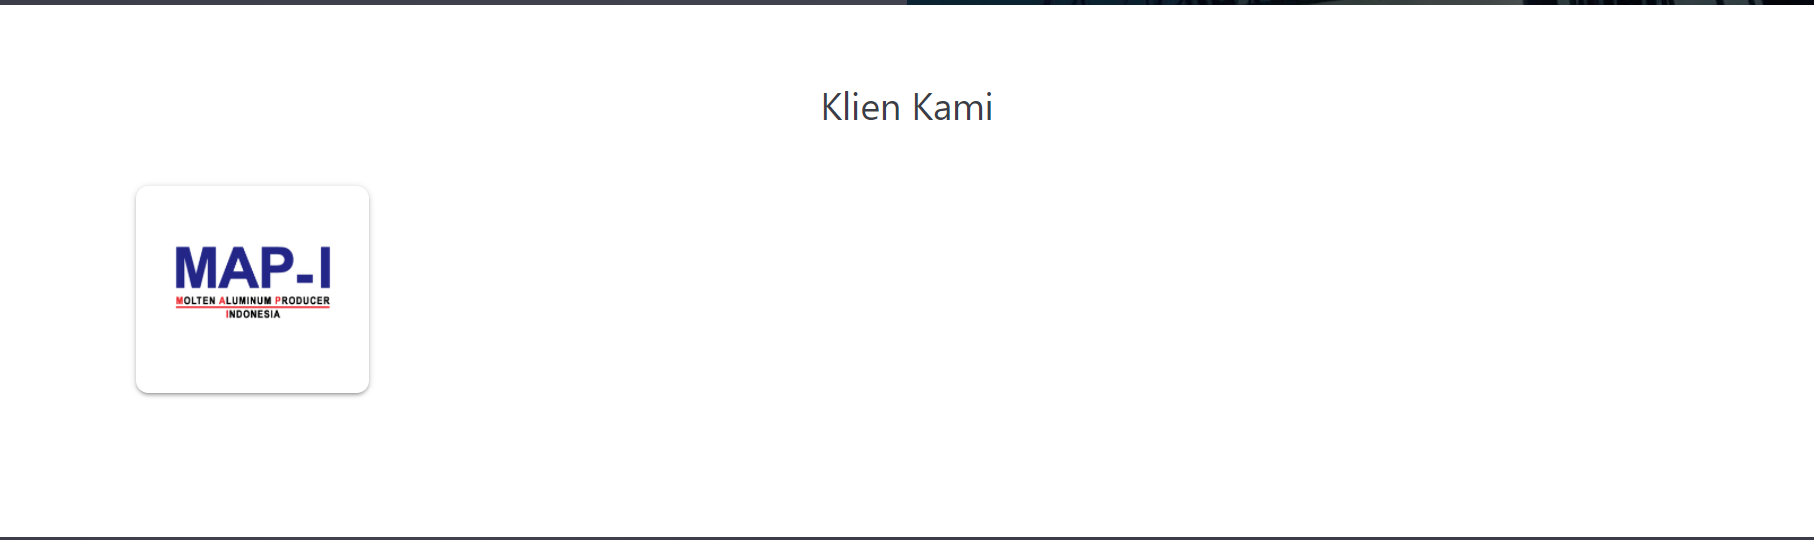 Klien Kami
MAP-I
MOLTEN ALUMINUM PRODUCER
INDONESIA